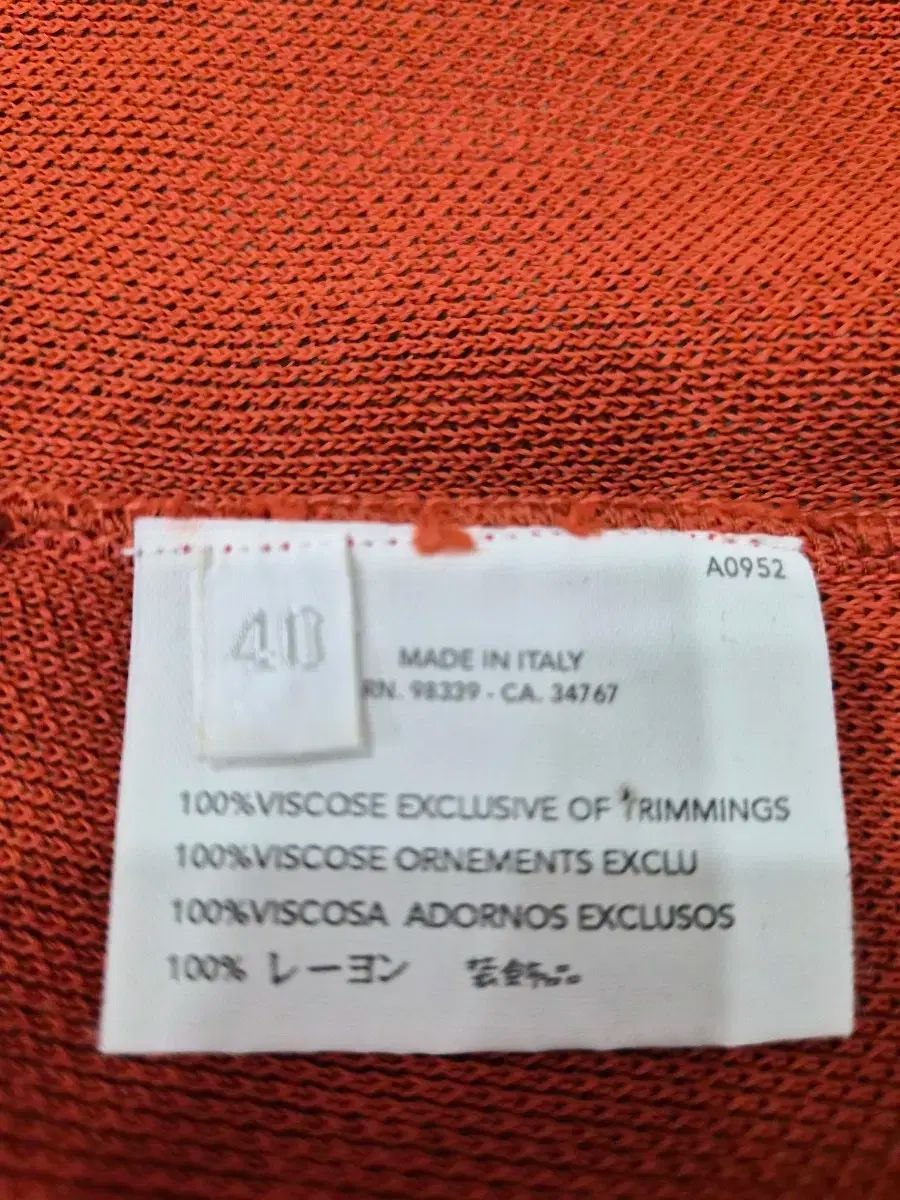 A0952
40
MADE IN ITALY
RN. 98339 - CA. 34767
100%VISCOSE EXCLUSIVE OF TRIMMINGS
100%VISCOSE ORNEMENTS EXCLU
100%VISCOSA ADORNOS EXCLUSOS
100% レーヨン